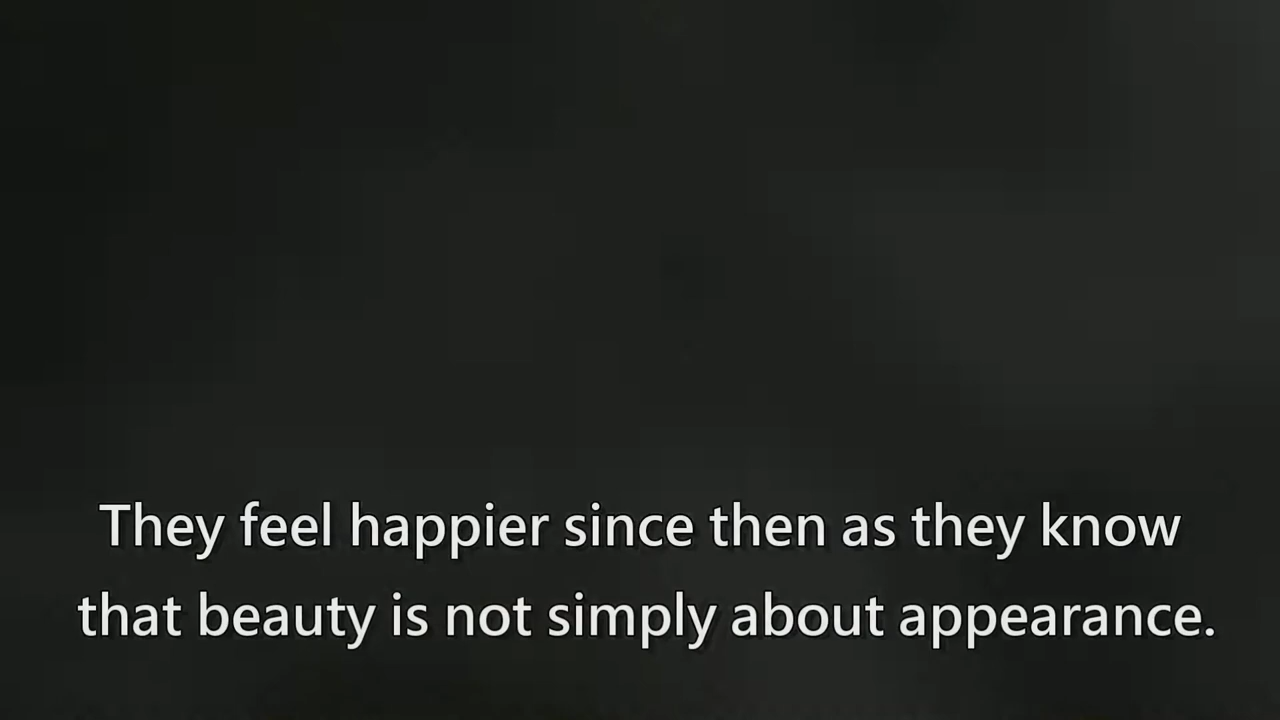 They feel happier since then as they know
that beauty is not simply about appearance.